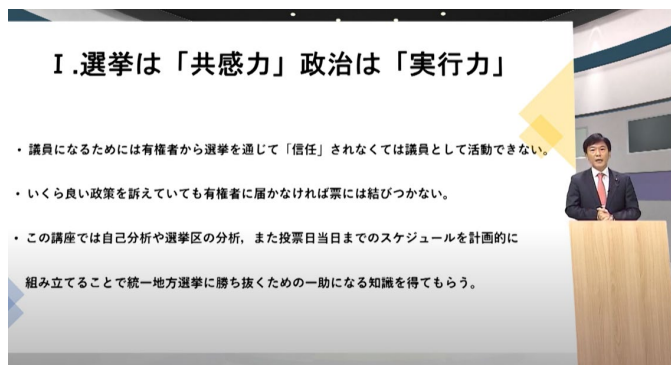 Ⅰ.選挙は「共感力」政治は「実行力」
・議員になるためには有権者から選挙を通じて「信任」されなくては議員として活動できない。
・いくら良い政策を訴えていても有権者に届かなければ票には結びつかない。
・この講座では自己分析や選挙区の分析，また投票日当日までのスケジュールを計画的に
組み立てることで統一地方選挙に勝ち抜くための一助になる知識を得てもらう。